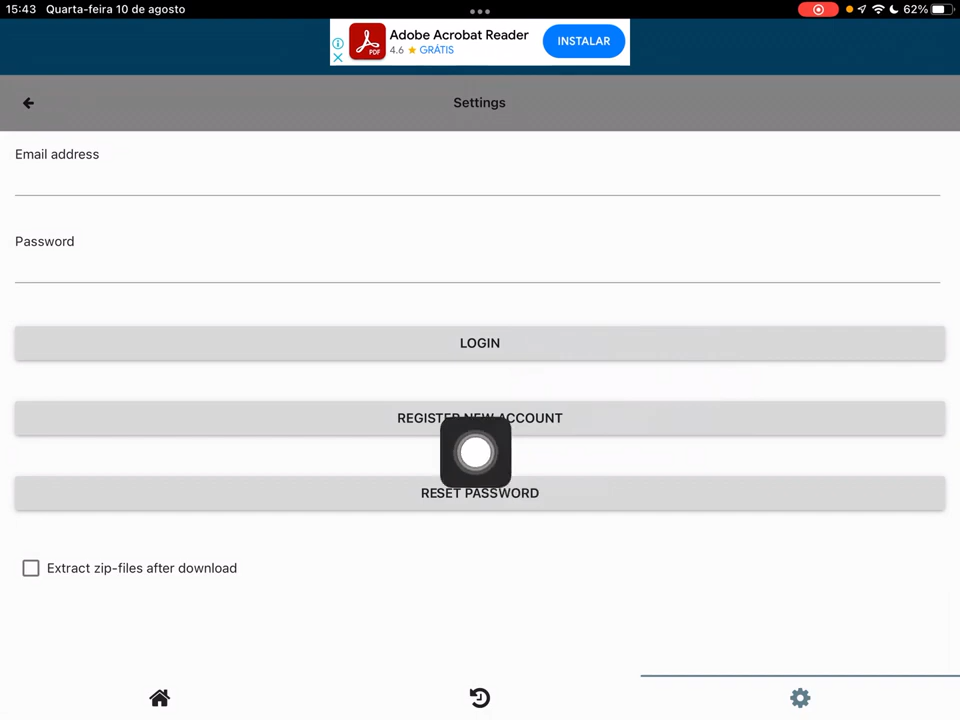 15:43 Quarta-feira 10 de agosto
62%
Adobe Acrobat Reader
4.6 ★ GRÁTIS
INSTALAR
PDF
Settings
Email address
Password
LOGIN
REGISTER NEW ACCOUNT
RESET PASSWORD
Extract zip-files after download